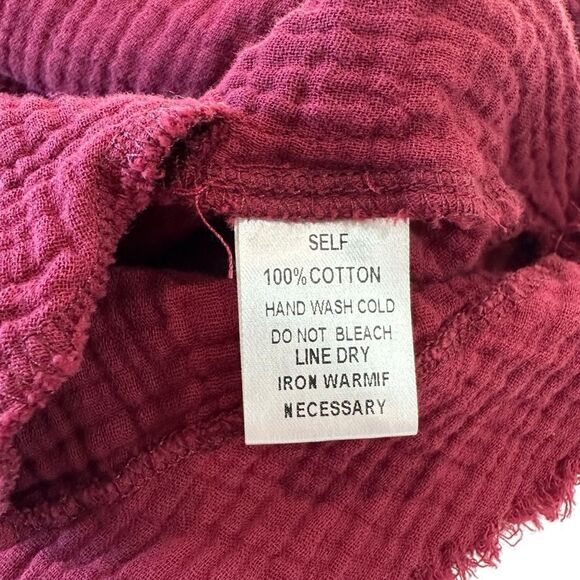 SELF
100% COTTON
HAND WASH COLD
DO NOT BLEACH
LINE DRY
IRON WARMIF
NECESSARY